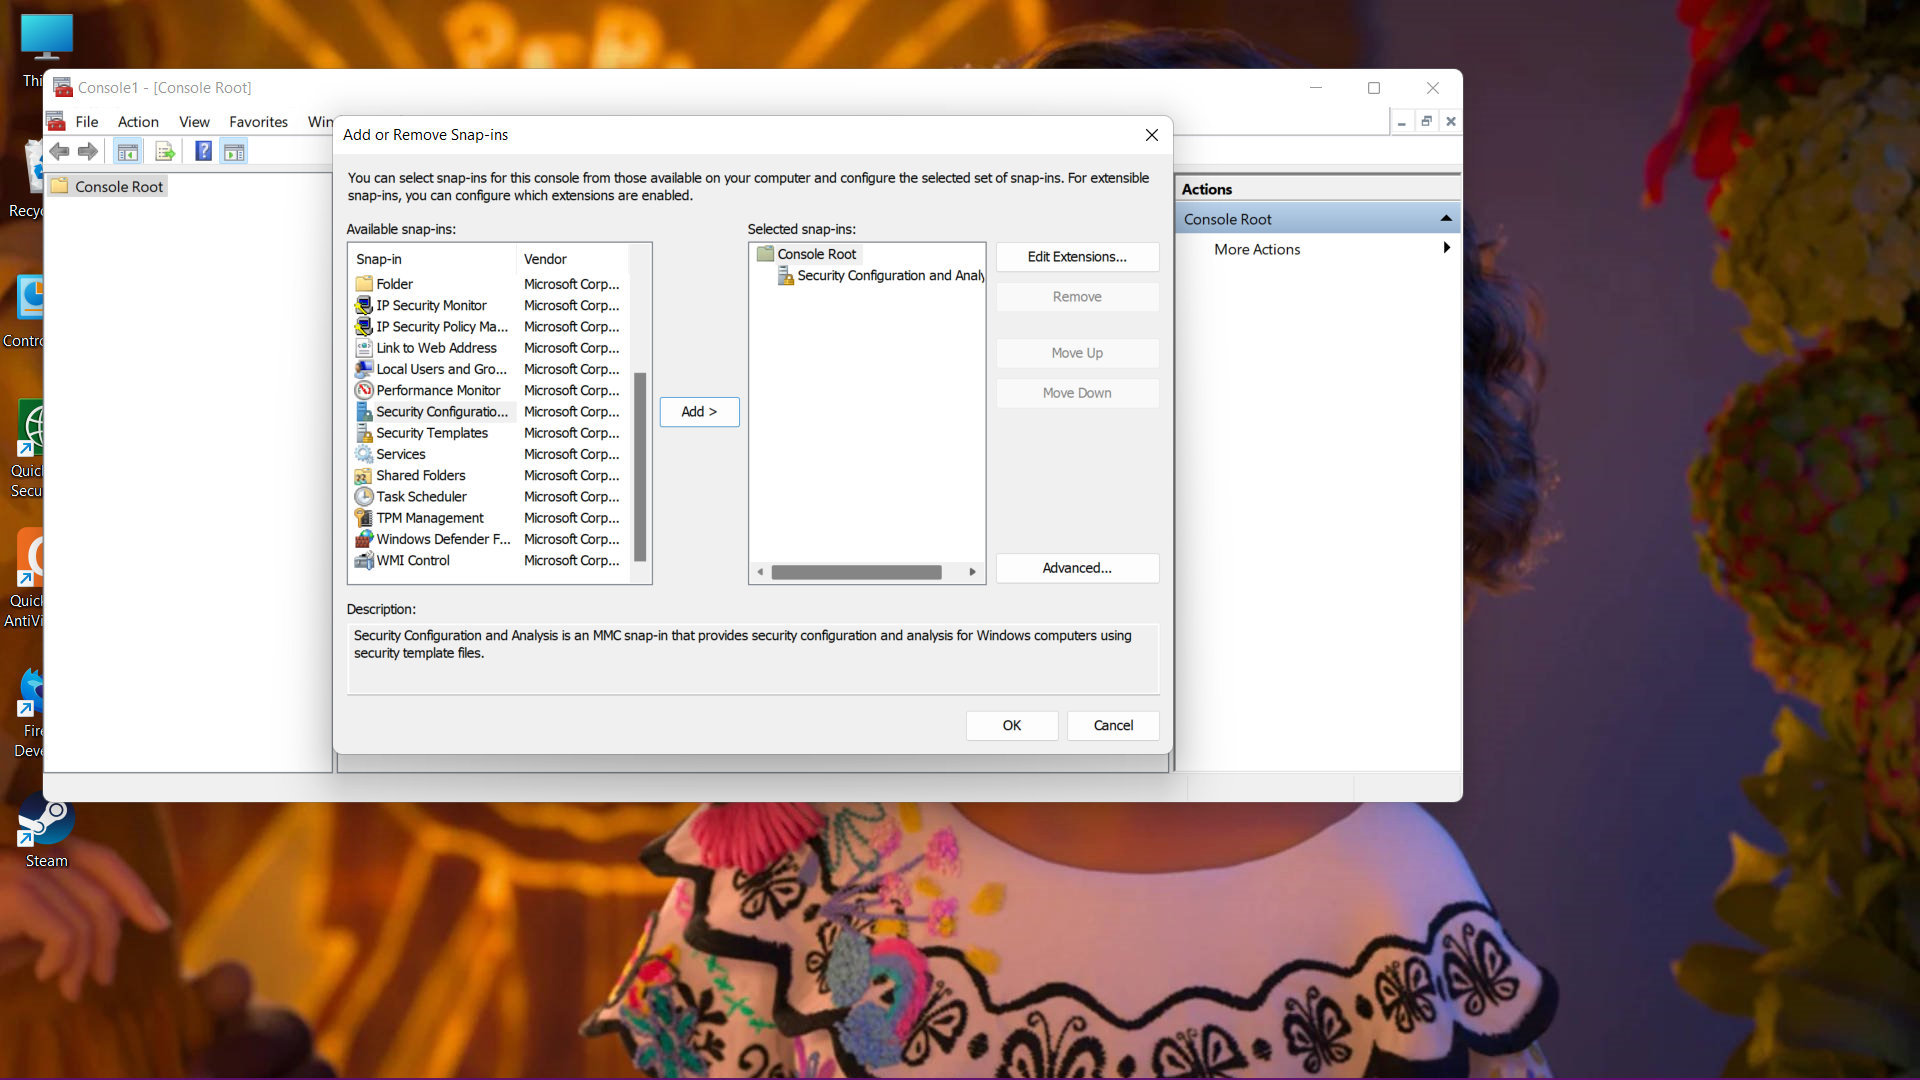 Console1 - [Console Root]
File Action View Favorites
Add or Remove Snap-ins
You can select snap-ins for this console from those available on your computer and configure the selected set of snap-ins. For extensible
snap-ins, you can configure which extensions are enabled.
Available snap-ins:
Snap-in Vendor
Folder Microsoft Corp...
IP Security Monitor Microsoft Corp...
IP Security Policy Ma... Microsoft Corp...
Link to Web Address Microsoft Corp...
Local Users and Gro... Microsoft Corp...
Performance Monitor Microsoft Corp...
Security Configuratio... Microsoft Corp...
Security Templates Microsoft Corp...
Services Microsoft Corp...
Shared Folders Microsoft Corp...
Task Scheduler Microsoft Corp...
TPM Management Microsoft Corp...
Windows Defender F... Microsoft Corp...
WMI Control Microsoft Corp...
Add >
Selected snap-ins:
Console Root
Security Configuration and Analy
Edit Extensions...
Remove
Move Up
Move Down
Advanced...
Description:
Security Configuration and Analysis is an MMC snap-in that provides security configuration and analysis for Windows computers using
security template files.
OK
Cancel
Console Root
Actions
Console Root
More Actions
Steam